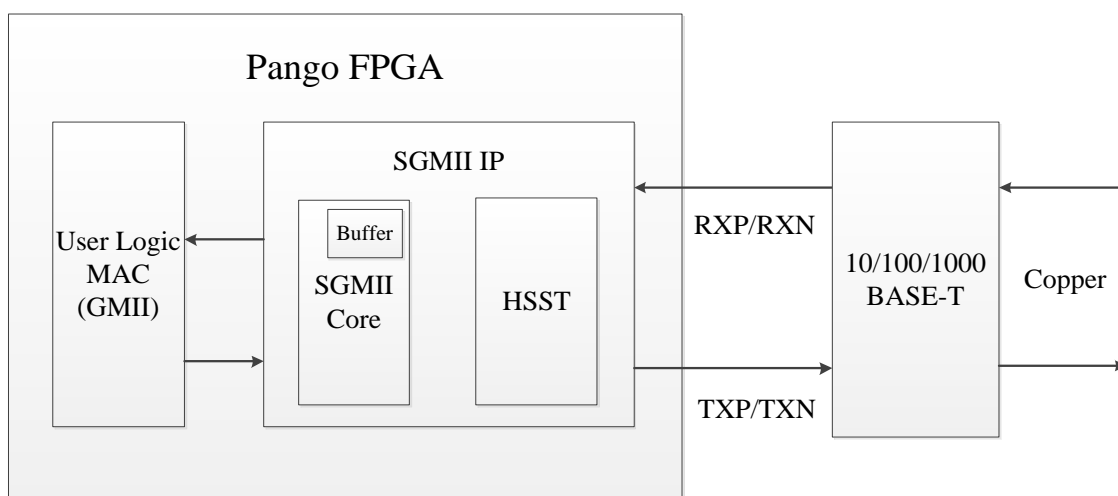 Pango FPGA
SGMII IP
Buffer
User Logic
MAC
(GMII)
SGMII
Core
HSST
RXP/RXN
TXP/TXN
10/100/1000
BASE-T
Copper